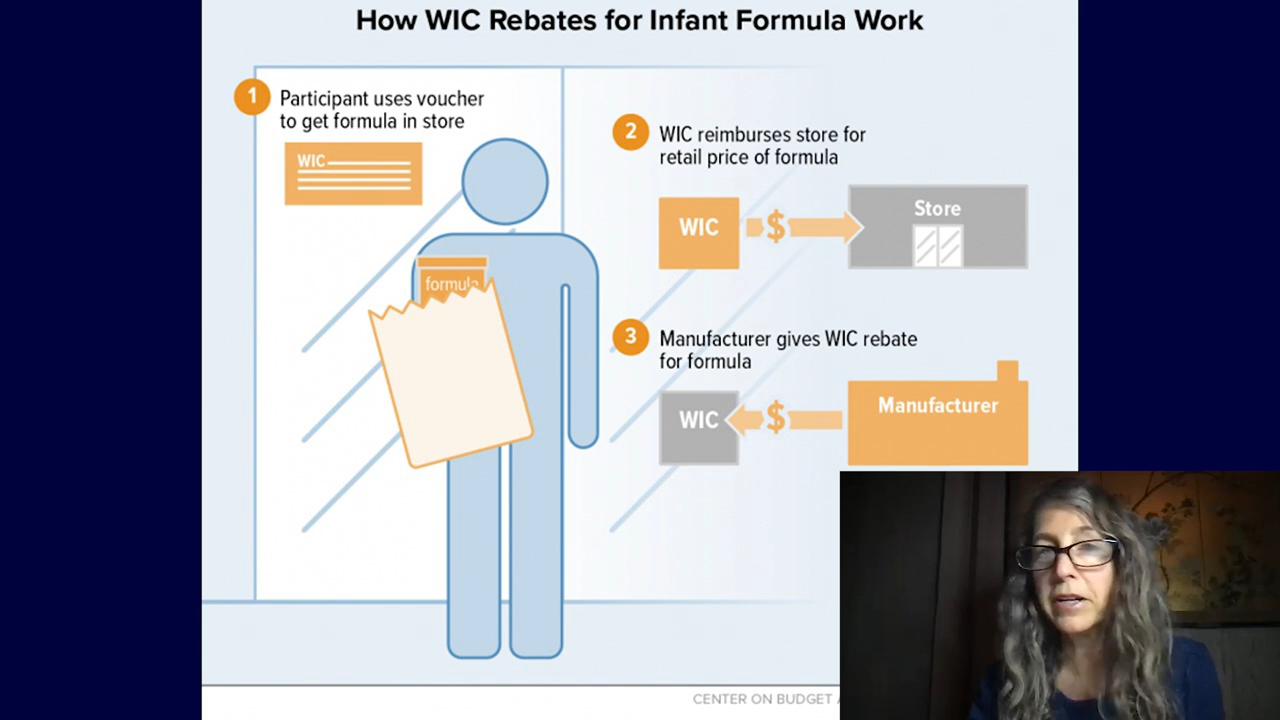 How WIC Rebates for Infant Formula Work
1
Participant uses voucher
to get formula in store
WIC
formula
2
WIC reimburses store for
retail price of formula
WIC
$
Store
3
Manufacturer gives WIC rebate
for formula
WIC
$
Manufacturer
CENTER ON BUDGET